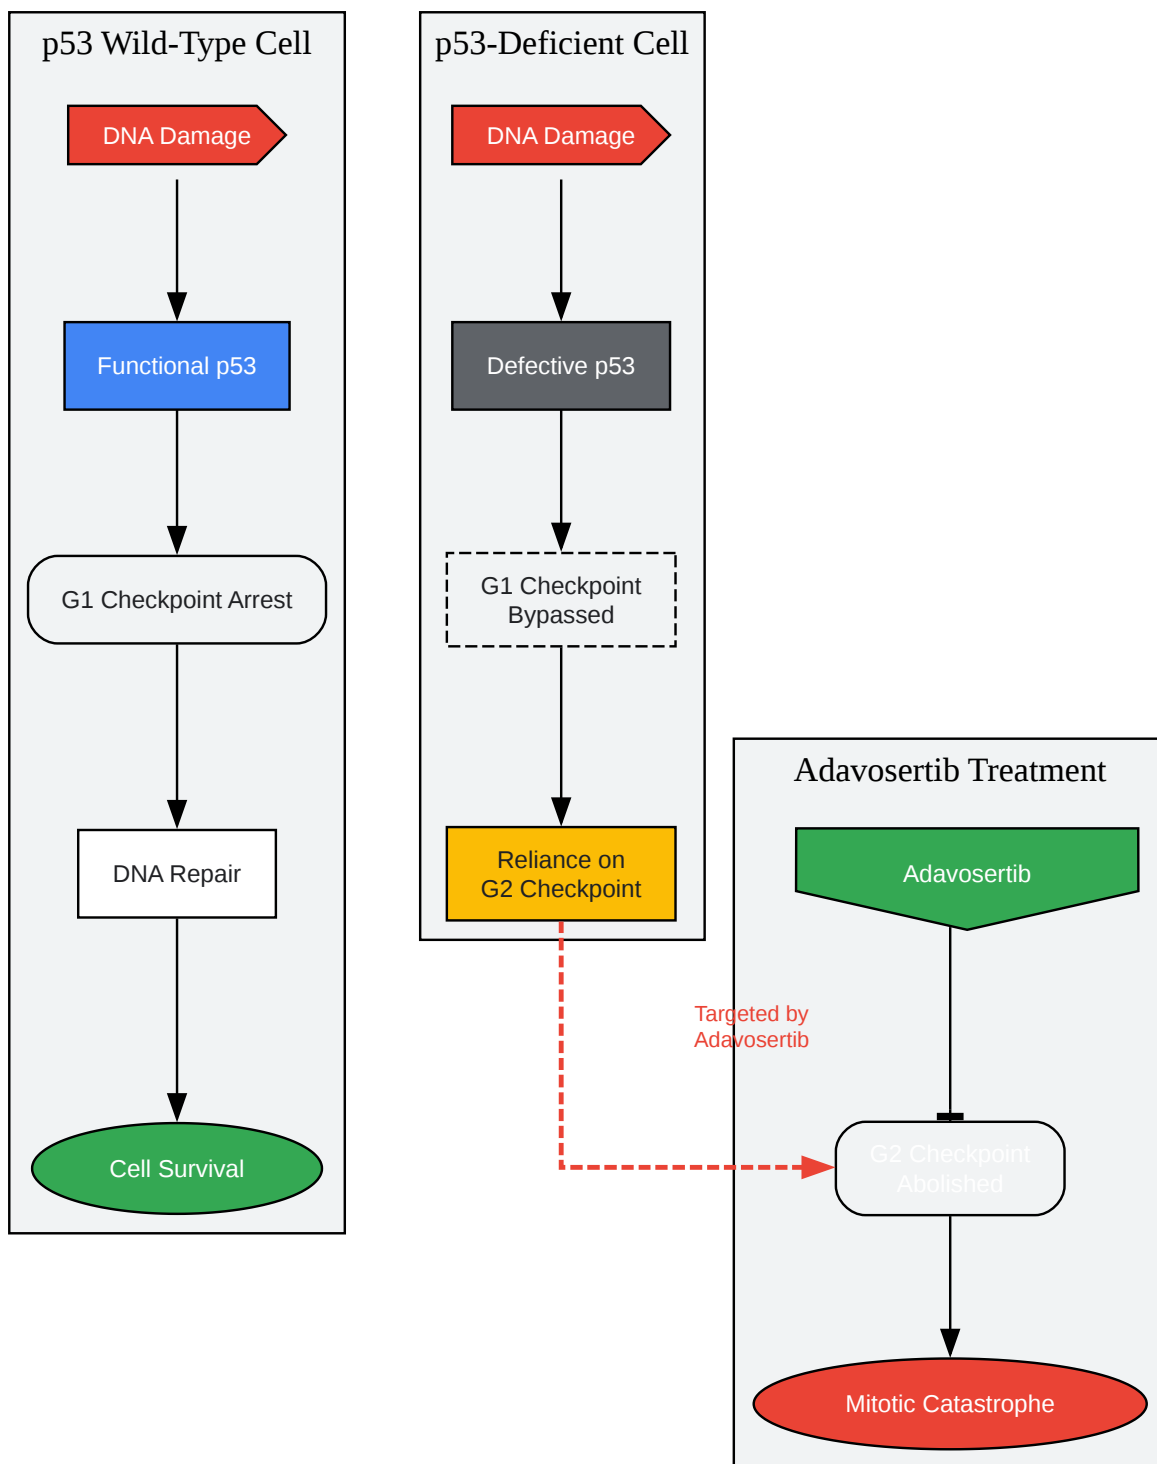 p53 Wild-Type Cell
DNA Damage
Functional p53
G1 Checkpoint Arrest
DNA Repair
Cell Survival
p53-Deficient Cell
DNA Damage
Defective p53
G1 Checkpoint
Bypassed
Reliance on
G2 Checkpoint
Targeted by
Adavosertib
Adavosertib Treatment
Adavosertib
G2 Checkpoint
Abolished
Mitotic Catastrophe